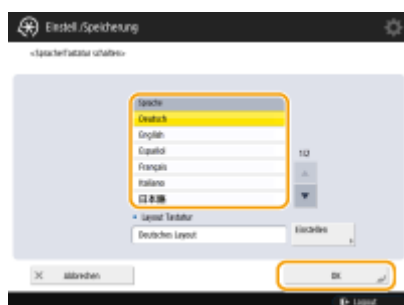 Einstell./Speicherung
<Sprache/Tastatur schalten>
Sprache
Deutsch
English
Español
Français
Italiano
日本語
1/2
Layout Tastatur
Deutsches Layout
Einstellen
Abbrechen
OK
Logout